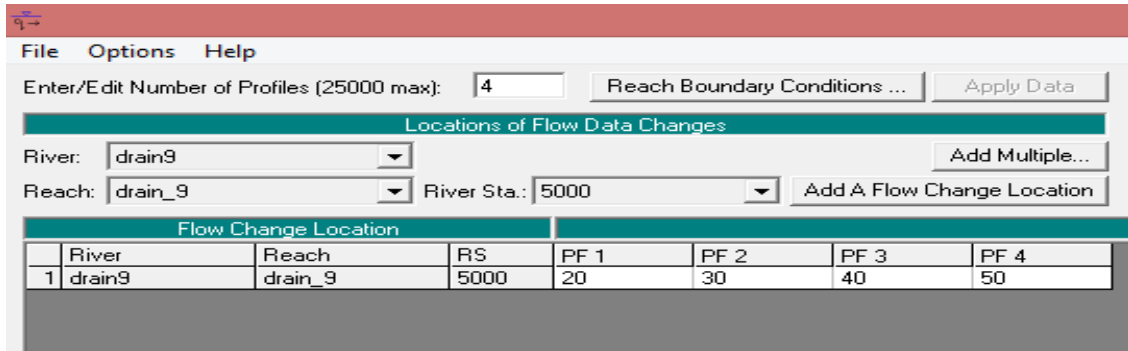 q→
File Options Help
Enter/Edit Number of Profiles (25000 max): 4 Reach Boundary Conditions ... Apply Data
Locations of Flow Data Changes
River: drain9 Add Multiple...
Reach: drain_9 River Sta.: 5000 Add A Flow Change Location
Flow Change Location
River Reach RS PF 1 PF 2 PF 3 PF 4
1 drain9 drain_9 5000 20 30 40 50